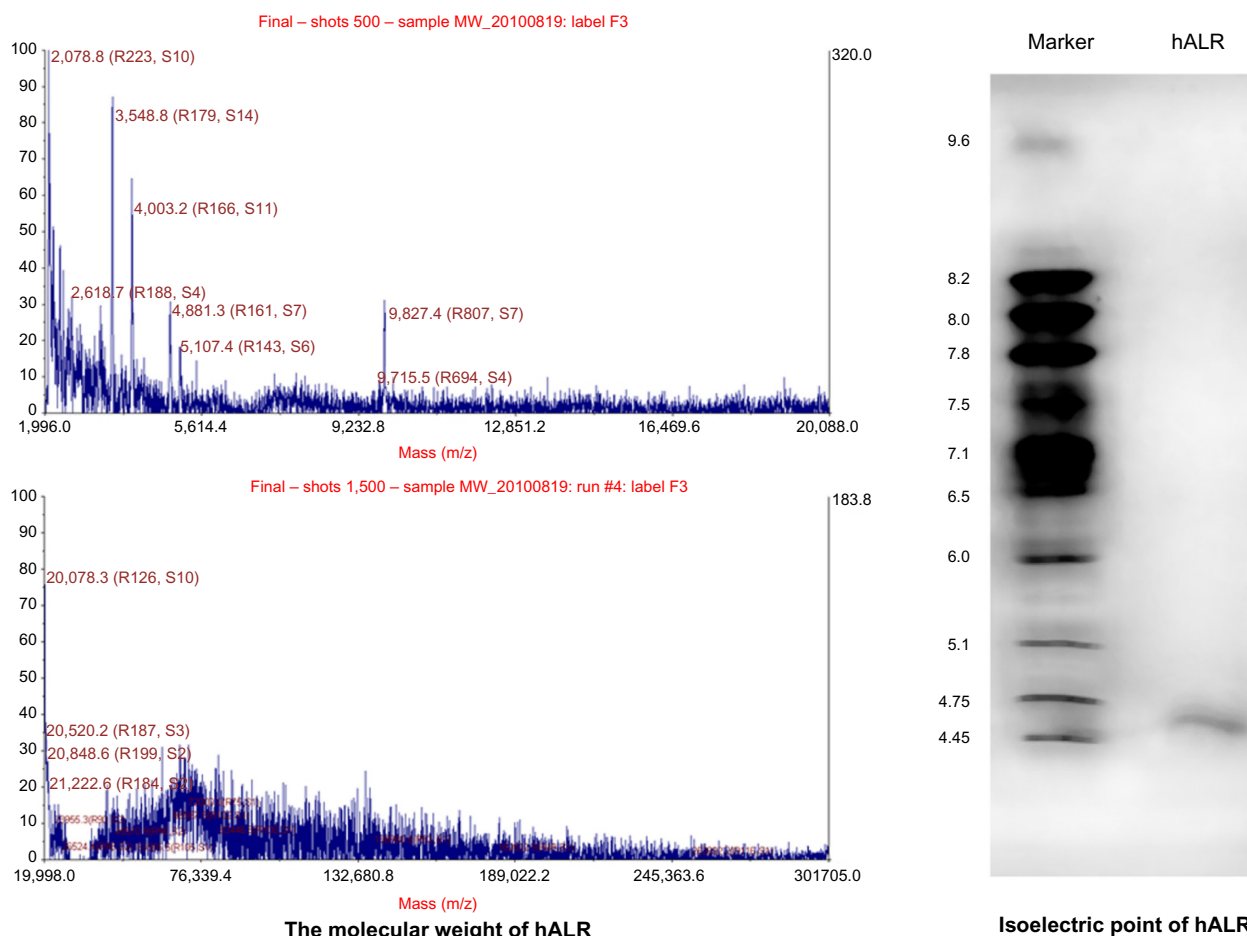 Final – shots 500 – sample MW_20100819: label F3
100
90
80
70
60
50
40
30
20
10
0
320.0
2,078.8 (R223, S10)
3,548.8 (R179, S14)
4,003.2 (R166, S11)
2,618.7 (R188, S4)
4,881.3 (R161, S7)
5,107.4 (R143, S6)
9,827.4 (R807, S7)
9,715.5 (R694, S4)
1,996.0 5,614.4 9,232.8 12,851.2 16,469.6 20,088.0
Mass (m/z)
Final – shots 1,500 – sample MW_20100819: run #4: label F3
100
90
80
70
60
50
40
30
20
10
0
183.8
20,078.3 (R126, S10)
20,520.2 (R187, S3)
20,848.6 (R199, S2)
21,222.6 (R184, S2)
19,998.0 76,339.4 132,680.8 189,022.2 245,363.6 301705.0
Mass (m/z)
The molecular weight of hALR
Marker hALR
9.6
8.2
8.0
7.8
7.5
7.1
6.5
6.0
5.1
4.75
4.45
Isoelectric point of hALR